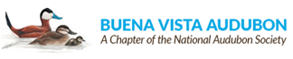 BUENA VISTA AUDUBON
A Chapter of the National Audubon Society